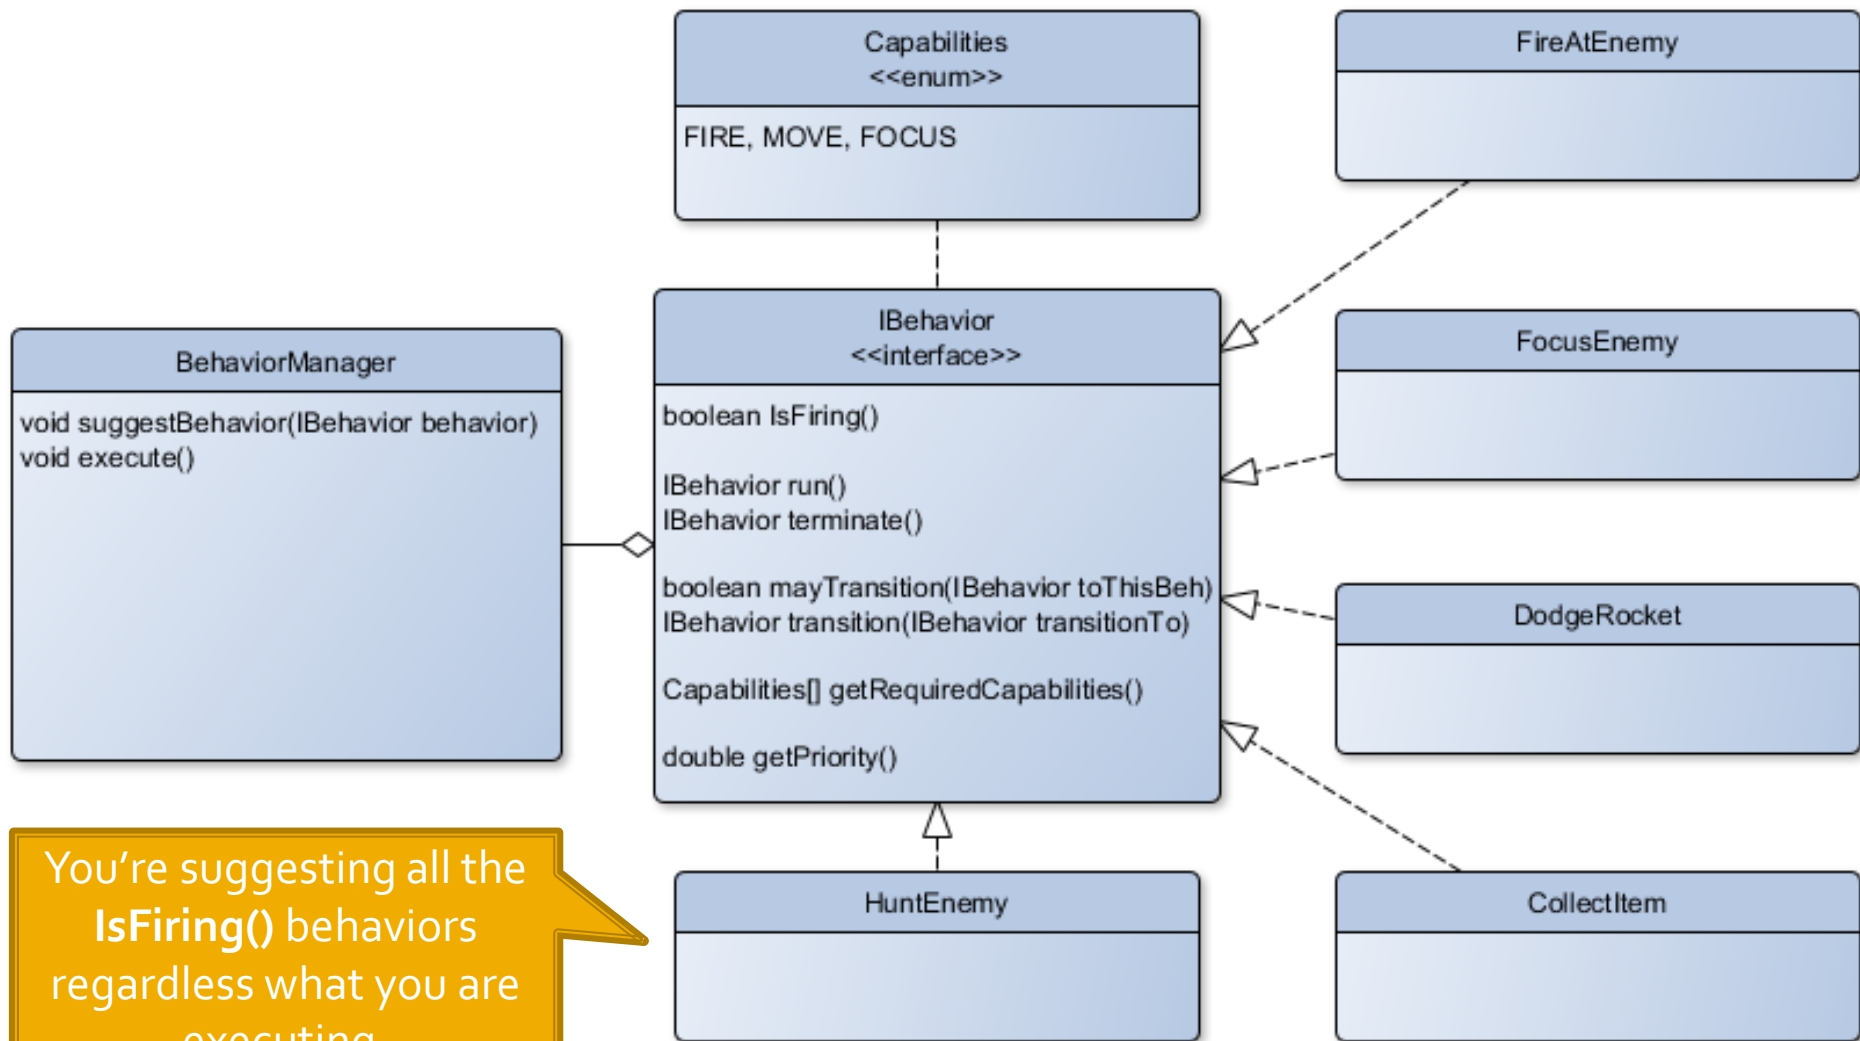 Capabilities
<<enum>>
FIRE, MOVE, FOCUS
FireAtEnemy
BehaviorManager
void suggestBehavior(IBehavior behavior)
void execute()
IBehavior
<<interface>>
boolean IsFiring()
IBehavior run()
IBehavior terminate()
boolean mayTransition(IBehavior toThisBeh)
IBehavior transition(IBehavior transitionTo)
Capabilities[] getRequiredCapabilities()
double getPriority()
FocusEnemy
DodgeRocket
You’re suggesting all the
IsFiring() behaviors
regardless what you are
executing
HuntEnemy
CollectItem